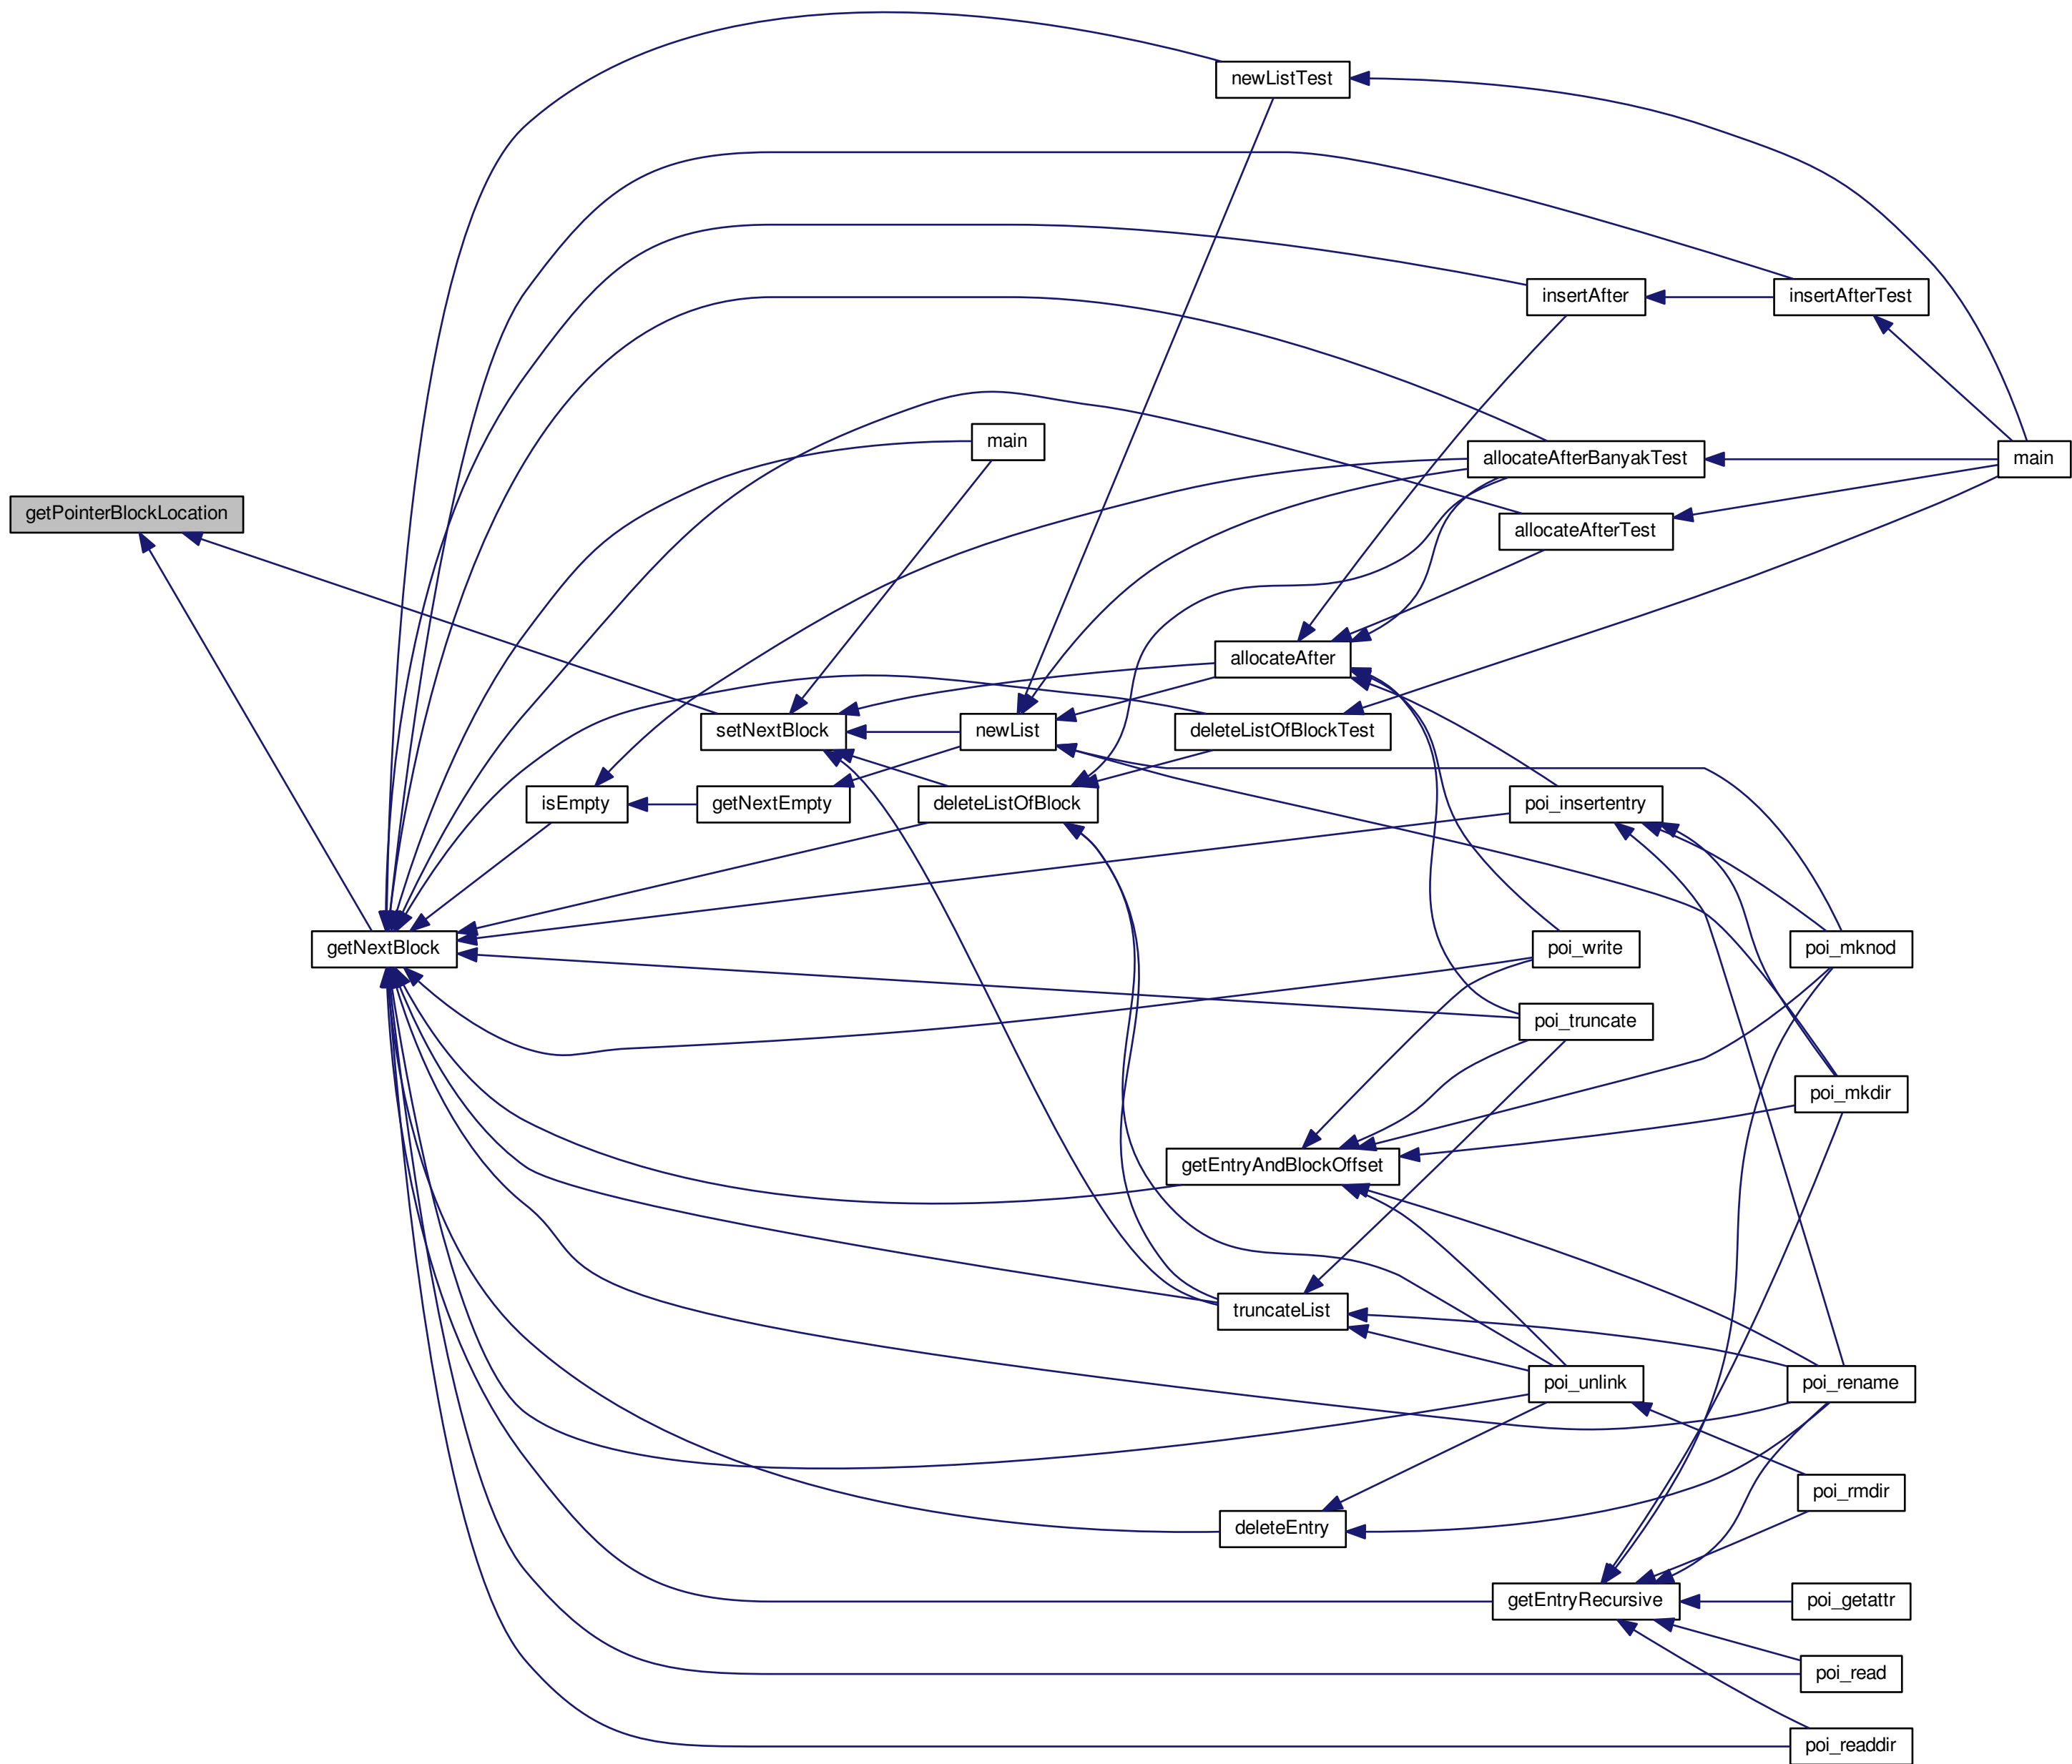 newListTest
insertAfter
insertAfterTest
main
allocateAfterBanyakTest
main
getPointerBlockLocation
allocateAfterTest
allocateAfter
setNextBlock
newList
deleteListOfBlockTest
isEmpty
getNextEmpty
deleteListOfBlock
poi_insertentry
getNextBlock
poi_write
poi_mknod
poi_truncate
poi_mkdir
getEntryAndBlockOffset
truncateList
poi_unlink
poi_rename
poi_rmdir
deleteEntry
getEntryRecursive
poi_getattr
poi_read
poi_readdir